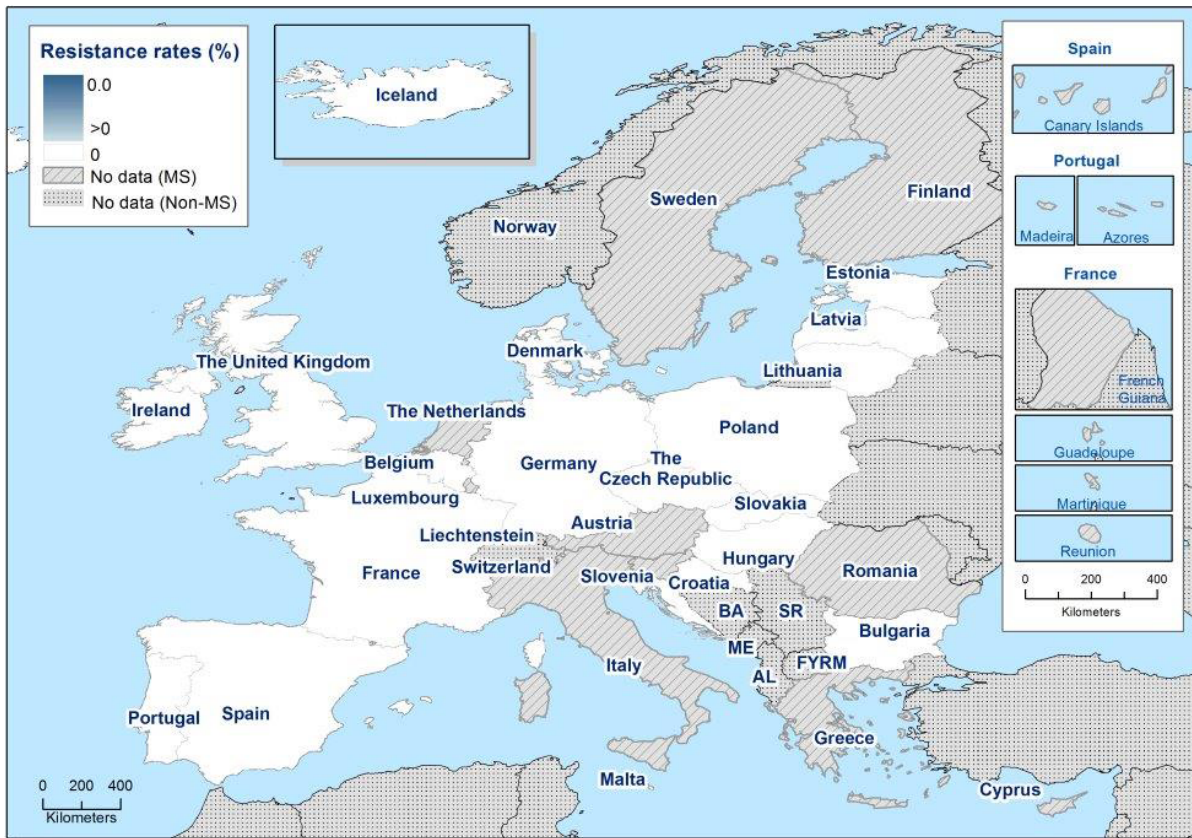 Resistance rates (%)
0.0
>0
0
No data (MS)
No data (Non-MS)
Iceland
Spain
Canary Islands
Portugal
Madeira
Azores
France
French
Guiana
Guadeloupe
Martinique
Reunion
0 200 400
Kilometers
Norway
Sweden
Finland
Estonia
Latvia
Lithuania
Denmark
The United Kingdom
Ireland
The Netherlands
Belgium
Luxembourg
Germany
Poland
The
Czech Republic
Slovakia
Liechtenstein
Austria
Switzerland
France
Slovenia
Hungary
Croatia
Romania
BA
SR
Bulgaria
ME
FYRM
AL
Italy
Greece
Portugal
Spain
Malta
Cyprus
0 200 400
Kilometers